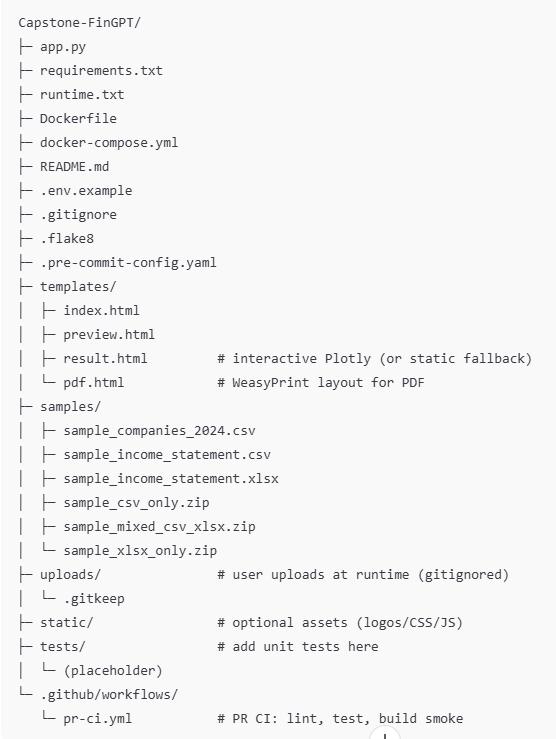 Capstone-FinGPT/
├─ app.py
├─ requirements.txt
├─ runtime.txt
├─ Dockerfile
├─ docker-compose.yml
├─ README.md
├─ .env.example
├─ .gitignore
├─ .flake8
├─ .pre-commit-config.yaml
├─ templates/
│  ├─ index.html
│  ├─ preview.html
│  ├─ result.html         # interactive Plotly (or static fallback)
│  └─ pdf.html            # WeasyPrint layout for PDF
├─ samples/
│  ├─ sample_companies_2024.csv
│  ├─ sample_income_statement.csv
│  ├─ sample_income_statement.xlsx
│  ├─ sample_csv_only.zip
│  ├─ sample_mixed_csv_xlsx.zip
│  └─ sample_xlsx_only.zip
├─ uploads/               # user uploads at runtime (gitignored)
│  └─ .gitkeep
├─ static/                # optional assets (logos/CSS/JS)
├─ tests/                 # add unit tests here
│  └─ (placeholder)
└─ .github/workflows/
   └─ pr-ci.yml           # PR CI: lint, test, build smoke